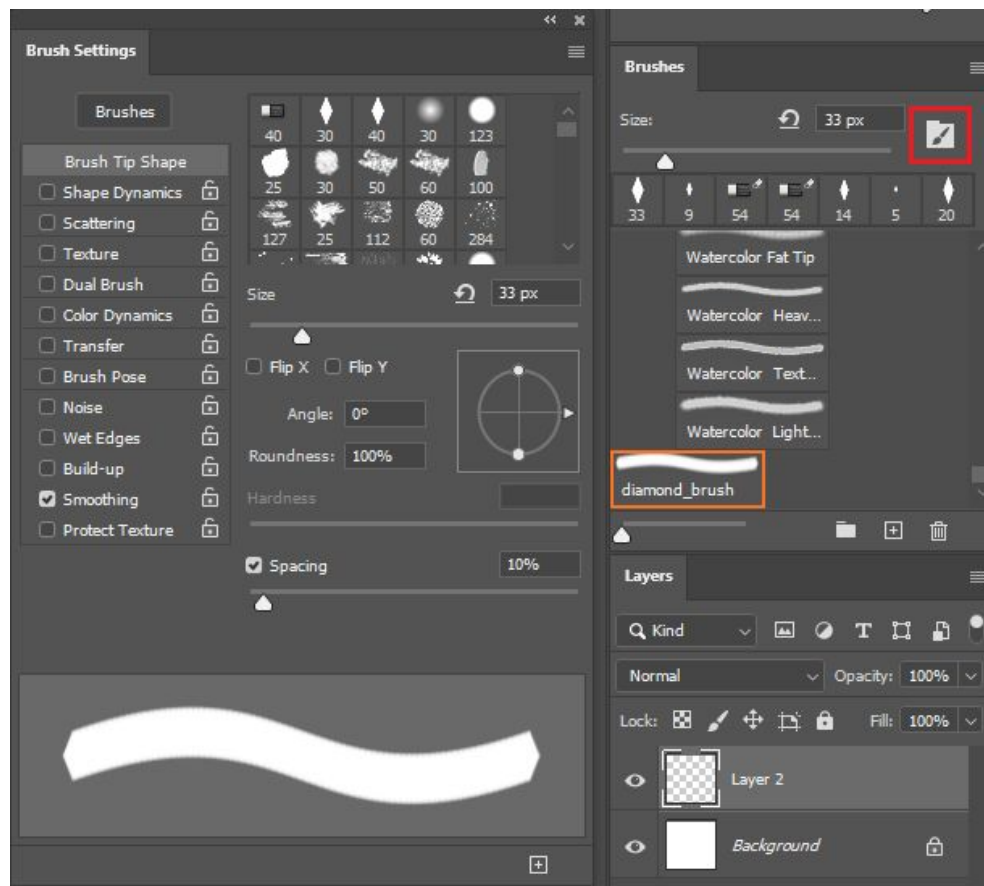 Brush Settings
Brushes
Brush Tip Shape
Shape Dynamics
Scattering
Texture
Dual Brush
Color Dynamics
Transfer
Brush Pose
Noise
Wet Edges
Build-up
Smoothing
Protect Texture
40 30 40 30 123
25 30 50 60 100
127 25 112 60 284
Size 33 px
Flip X Flip Y
Angle: 0°
Roundness: 100%
Hardness
Spacing 10%
Brushes
Size: 33 px
33 9 54 54 14 5 20
Watercolor Fat Tip
Watercolor Heav...
Watercolor Text...
Watercolor Light...
diamond_brush
Layers
Kind
Normal Opacity: 100%
Lock: Fill: 100%
Layer 2
Background